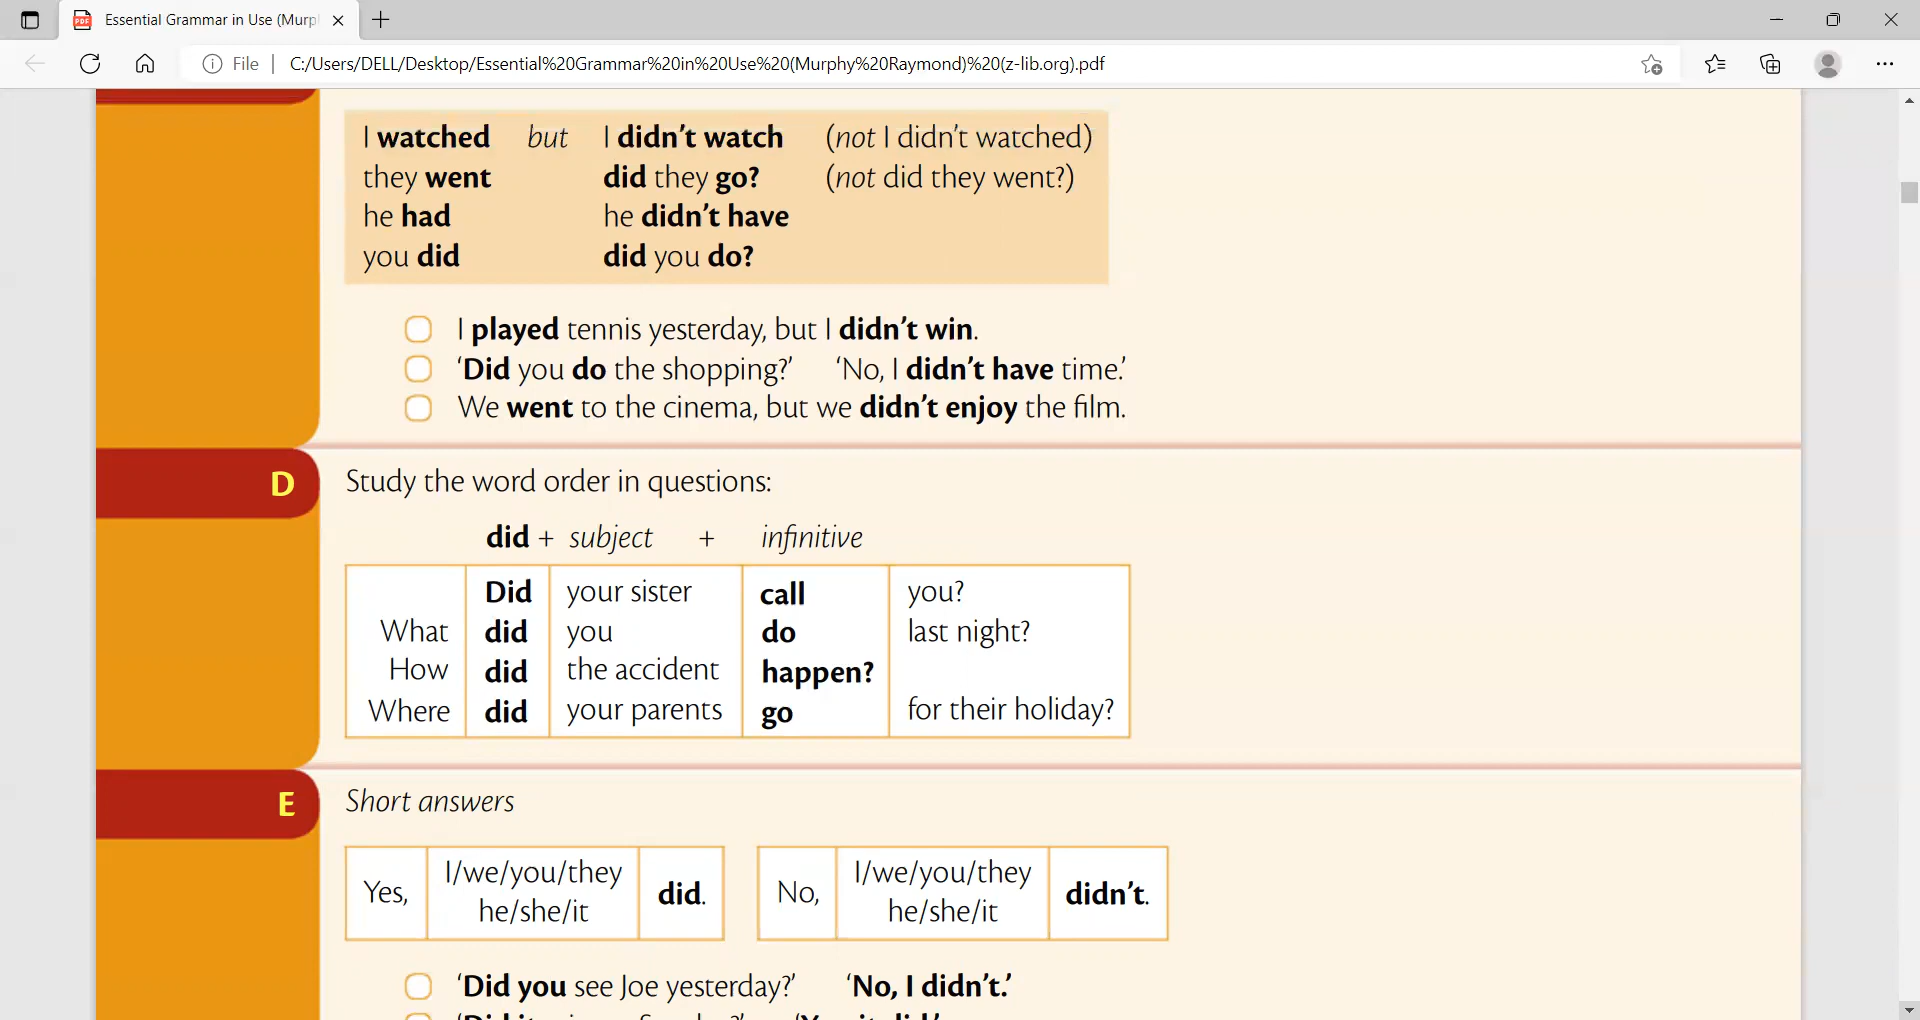 Essential Grammar in Use (Murp
File C:/Users/DELL/Desktop/Essential%20Grammar%20in%20Use%20(Murphy%20Raymond)%20(z-lib.org).pdf
I watched but I didn't watch (not I didn't watched)
they went did they go? (not did they went?)
he had he didn't have
you did did you do?
I played tennis yesterday, but I didn't win.
'Did you do the shopping?' 'No, I didn't have time.'
We went to the cinema, but we didn't enjoy the film.
D Study the word order in questions:
did + subject + infinitive
Did your sister call you?
What did you do last night?
How did the accident happen?
Where did your parents go for their holiday?
E Short answers
Yes, I/we/you/they he/she/it did.
No, I/we/you/they he/she/it didn't.
'Did you see Joe yesterday?' 'No, I didn't.'